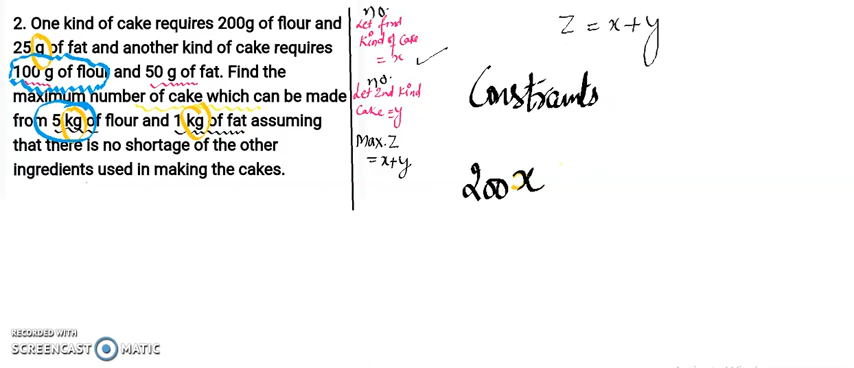 2. One kind of cake requires 200g of flour and
25 g of fat and another kind of cake requires
100 g of flour and 50 g of fat. Find the
maximum number of cake which can be made
from 5 kg of flour and 1 kg of fat assuming
that there is no shortage of the other
ingredients used in making the cakes.
no.
Let first
kind of cake
= x
no.
Let 2nd kind
Cake = y
Max. Z
= x+y
Z = x+y
Constraints
200x
RECORDED WITH
SCREENCAST MATIC